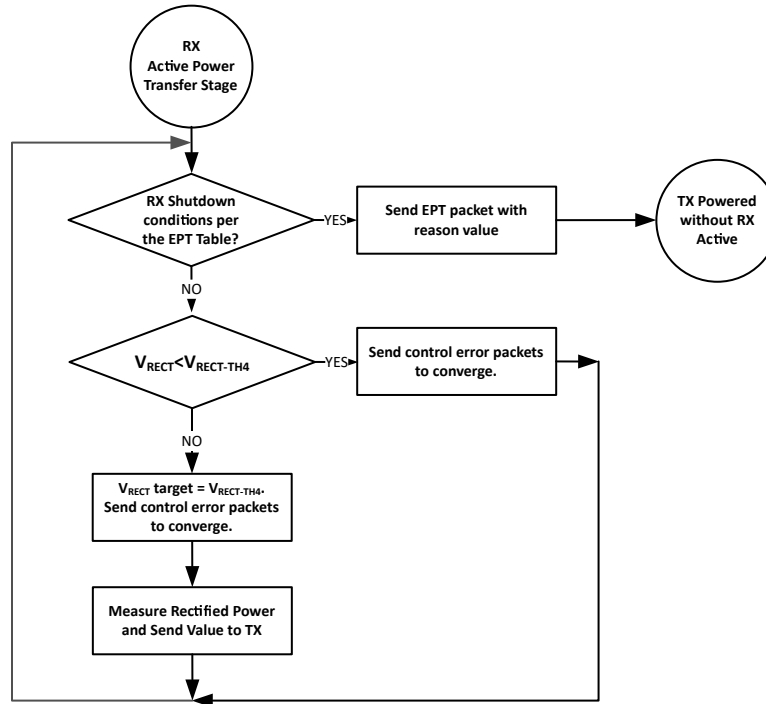 RX
Active Power
Transfer Stage
RX Shutdown
conditions per
the EPT Table?
YES
Send EPT packet with
reason value
TX Powered
without RX
Active
NO
VRECT<VRECT-TH4
YES
Send control error packets
to converge.
NO
VRECT target = VRECT-TH4.
Send control error packets
to converge.
Measure Rectified Power
and Send Value to TX